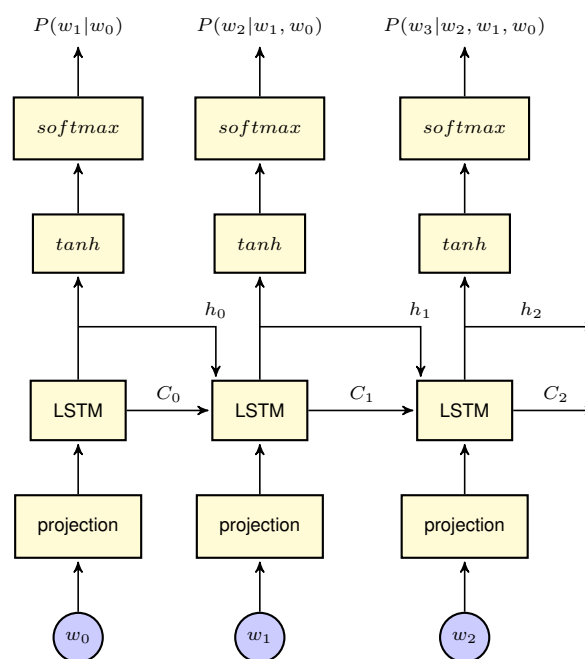 P(w₁|w₀) P(w₂|w₁, w₀) P(w₃|w₂, w₁, w₀)
softmax softmax softmax
tanh tanh tanh
h₀ h₁ h₂
C₀ C₁ C₂
LSTM LSTM LSTM
projection projection projection
w₀ w₁ w₂